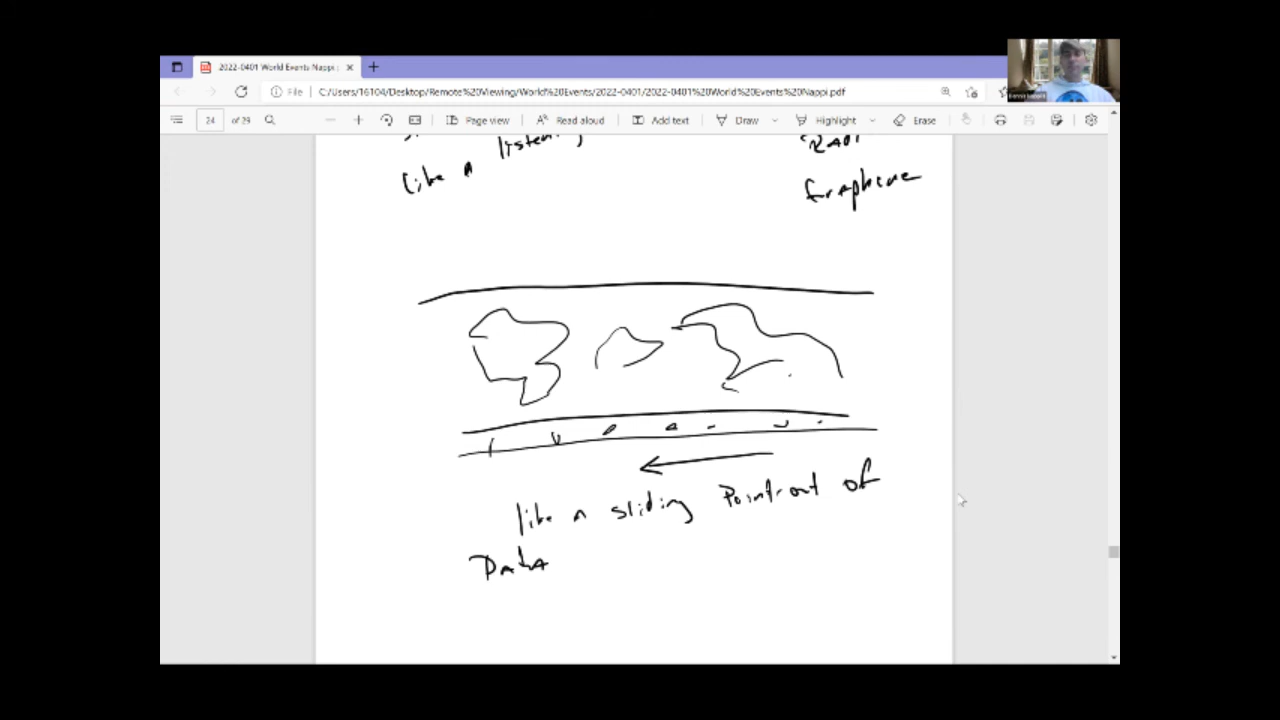 2022-0401 World Events Nappi.p
File
C:/Users/16104/Desktop/Remote%20Viewing/World%20Events/2022-0401/2022-0401%20World%20Events%20Nappi.pdf
24 of 29
Page view
Read aloud
Add text
Draw
Highlight
Erase
like a listening
like a sliding Pointrout of
Data